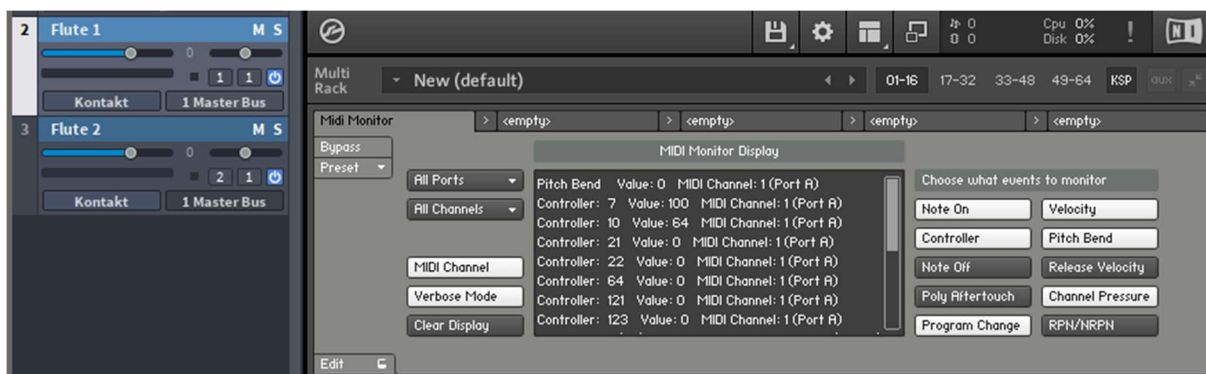 2 Flute 1 M S
0
1 1
Kontakt 1 Master Bus
3 Flute 2 M S
0
2 1
Kontakt 1 Master Bus
0 Cpu 0%
0 Disk 0%
!
NI
Multi
Rack
New (default)
01-16 17-32 33-48 49-64 KSP aux
Midi Monitor > <empty> > <empty> > <empty> > <empty>
Bypass
Preset
MIDI Monitor Display
All Ports
All Channels
MIDI Channel
Verbose Mode
Clear Display
Pitch Bend Value: 0 MIDI Channel: 1 (Port A)
Controller: 7 Value: 100 MIDI Channel: 1 (Port A)
Controller: 10 Value: 64 MIDI Channel: 1 (Port A)
Controller: 21 Value: 0 MIDI Channel: 1 (Port A)
Controller: 22 Value: 0 MIDI Channel: 1 (Port A)
Controller: 64 Value: 0 MIDI Channel: 1 (Port A)
Controller: 121 Value: 0 MIDI Channel: 1 (Port A)
Controller: 123 Value: 0 MIDI Channel: 1 (Port A)
Choose what events to monitor
Note On Velocity
Controller Pitch Bend
Note Off Release Velocity
Poly Aftertouch Channel Pressure
Program Change RPN/NRPN
Edit